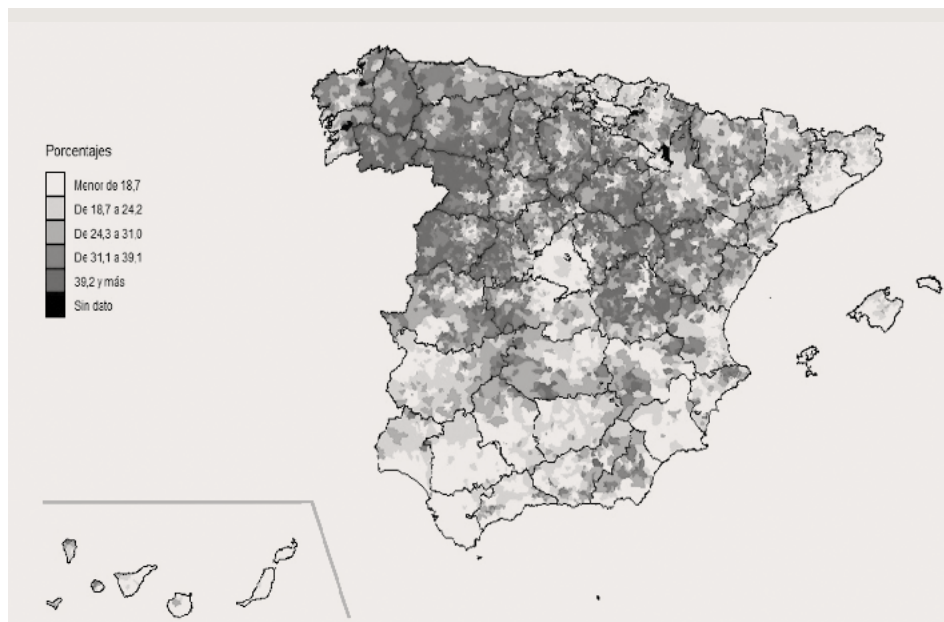 Porcentajes
Menor de 18,7
De 18,7 a 24,2
De 24,3 a 31,0
De 31,1 a 39,1
39,2 y más
Sin dato